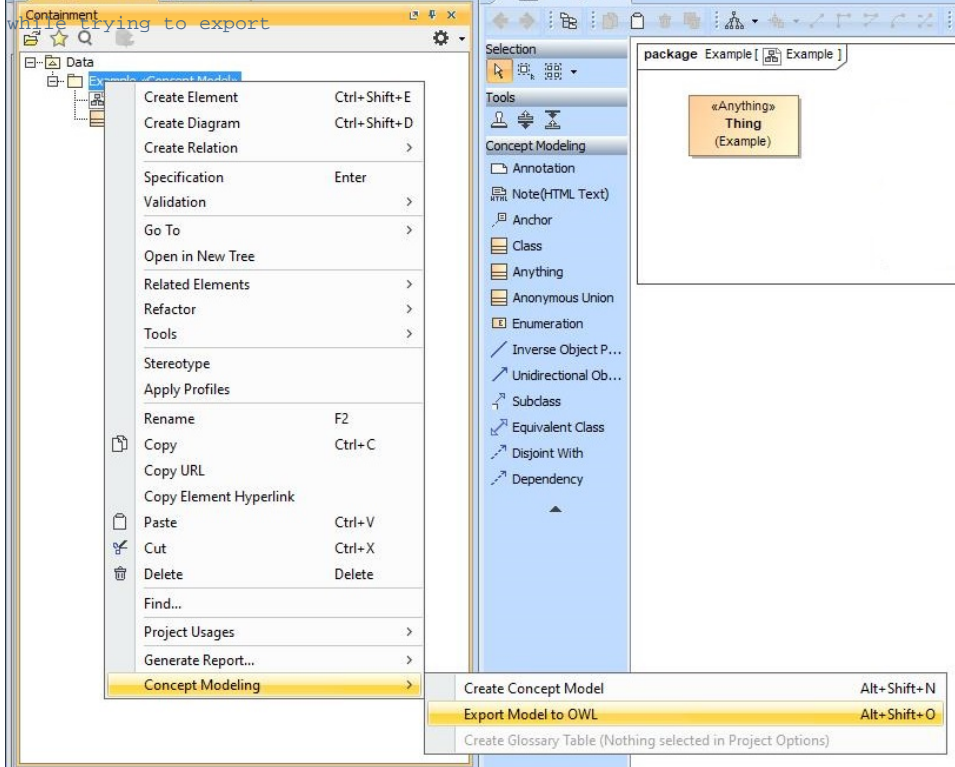 Containment
while trying to export
Data
Example «Concept Model»
Create Element Ctrl+Shift+E
Create Diagram Ctrl+Shift+D
Create Relation
Specification Enter
Validation
Go To
Open in New Tree
Related Elements
Refactor
Tools
Stereotype
Apply Profiles
Rename F2
Copy Ctrl+C
Copy URL
Copy Element Hyperlink
Paste Ctrl+V
Cut Ctrl+X
Delete Delete
Find...
Project Usages
Generate Report...
Concept Modeling
Create Concept Model Alt+Shift+N
Export Model to OWL Alt+Shift+O
Create Glossary Table (Nothing selected in Project Options)
Selection
Tools
Concept Modeling
Annotation
HTML Note(HTML Text)
Anchor
Class
Anything
Anonymous Union
E Enumeration
Inverse Object P...
Unidirectional Ob...
Subclass
Equivalent Class
Disjoint With
Dependency
package Example [ Example ]
«Anything»
Thing
(Example)